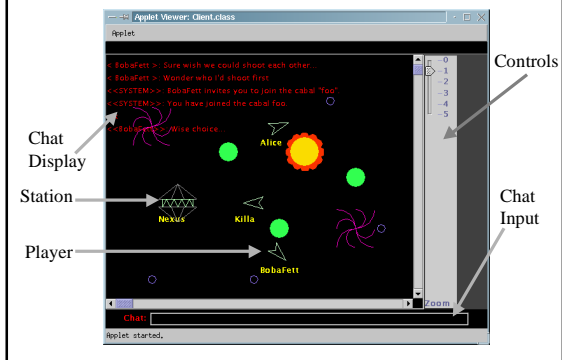 Applet Viewer: Client.class
Applet
< BobaFett >: Sure wish we could shoot each other...
< BobaFett >: Wonder who I'd shoot first
<<SYSTEM>>: BobaFett invites you to join the cabal "foo".
<<SYSTEM>>: You have joined the cabal foo
<<BobaFett>>: Wise choice...
Alice
Nexus
Killa
BobaFett
0
1
2
3
4
5
Zoom
Chat:
Applet started.
Chat
Display
Station
Player
Controls
Chat
Input